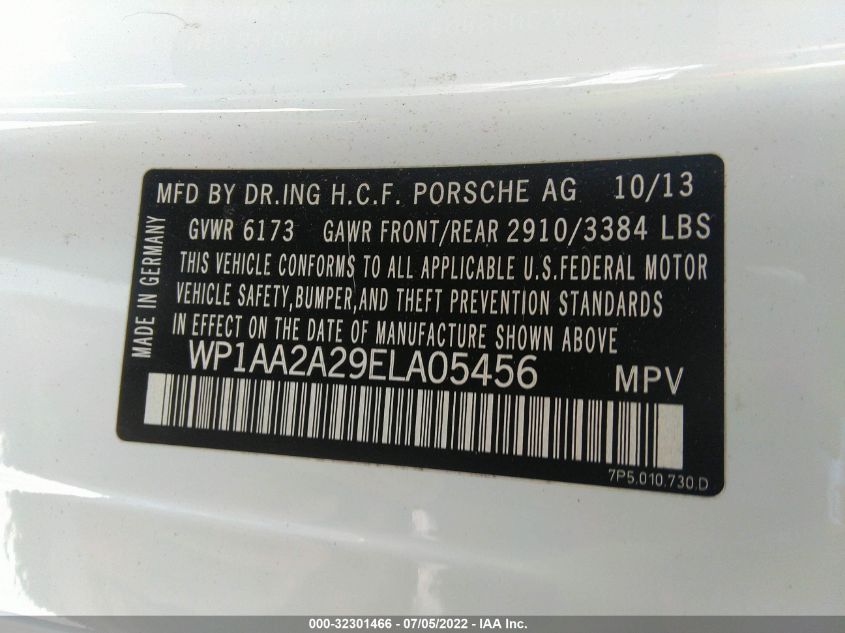 MFD BY DR.ING H.C.F. PORSCHE AG 10/13
GVWR 6173 GAWR FRONT/REAR 2910/3384 LBS
THIS VEHICLE CONFORMS TO ALL APPLICABLE U.S.FEDERAL MOTOR
VEHICLE SAFETY,BUMPER,AND THEFT PREVENTION STANDARDS
IN EFFECT ON THE DATE OF MANUFACTURE SHOWN ABOVE
MADE IN GERMANY
WP1AA2A29ELA05456 MPV
7P5.010.730.D
000-32301466 - 07/05/2022 - IAA Inc.